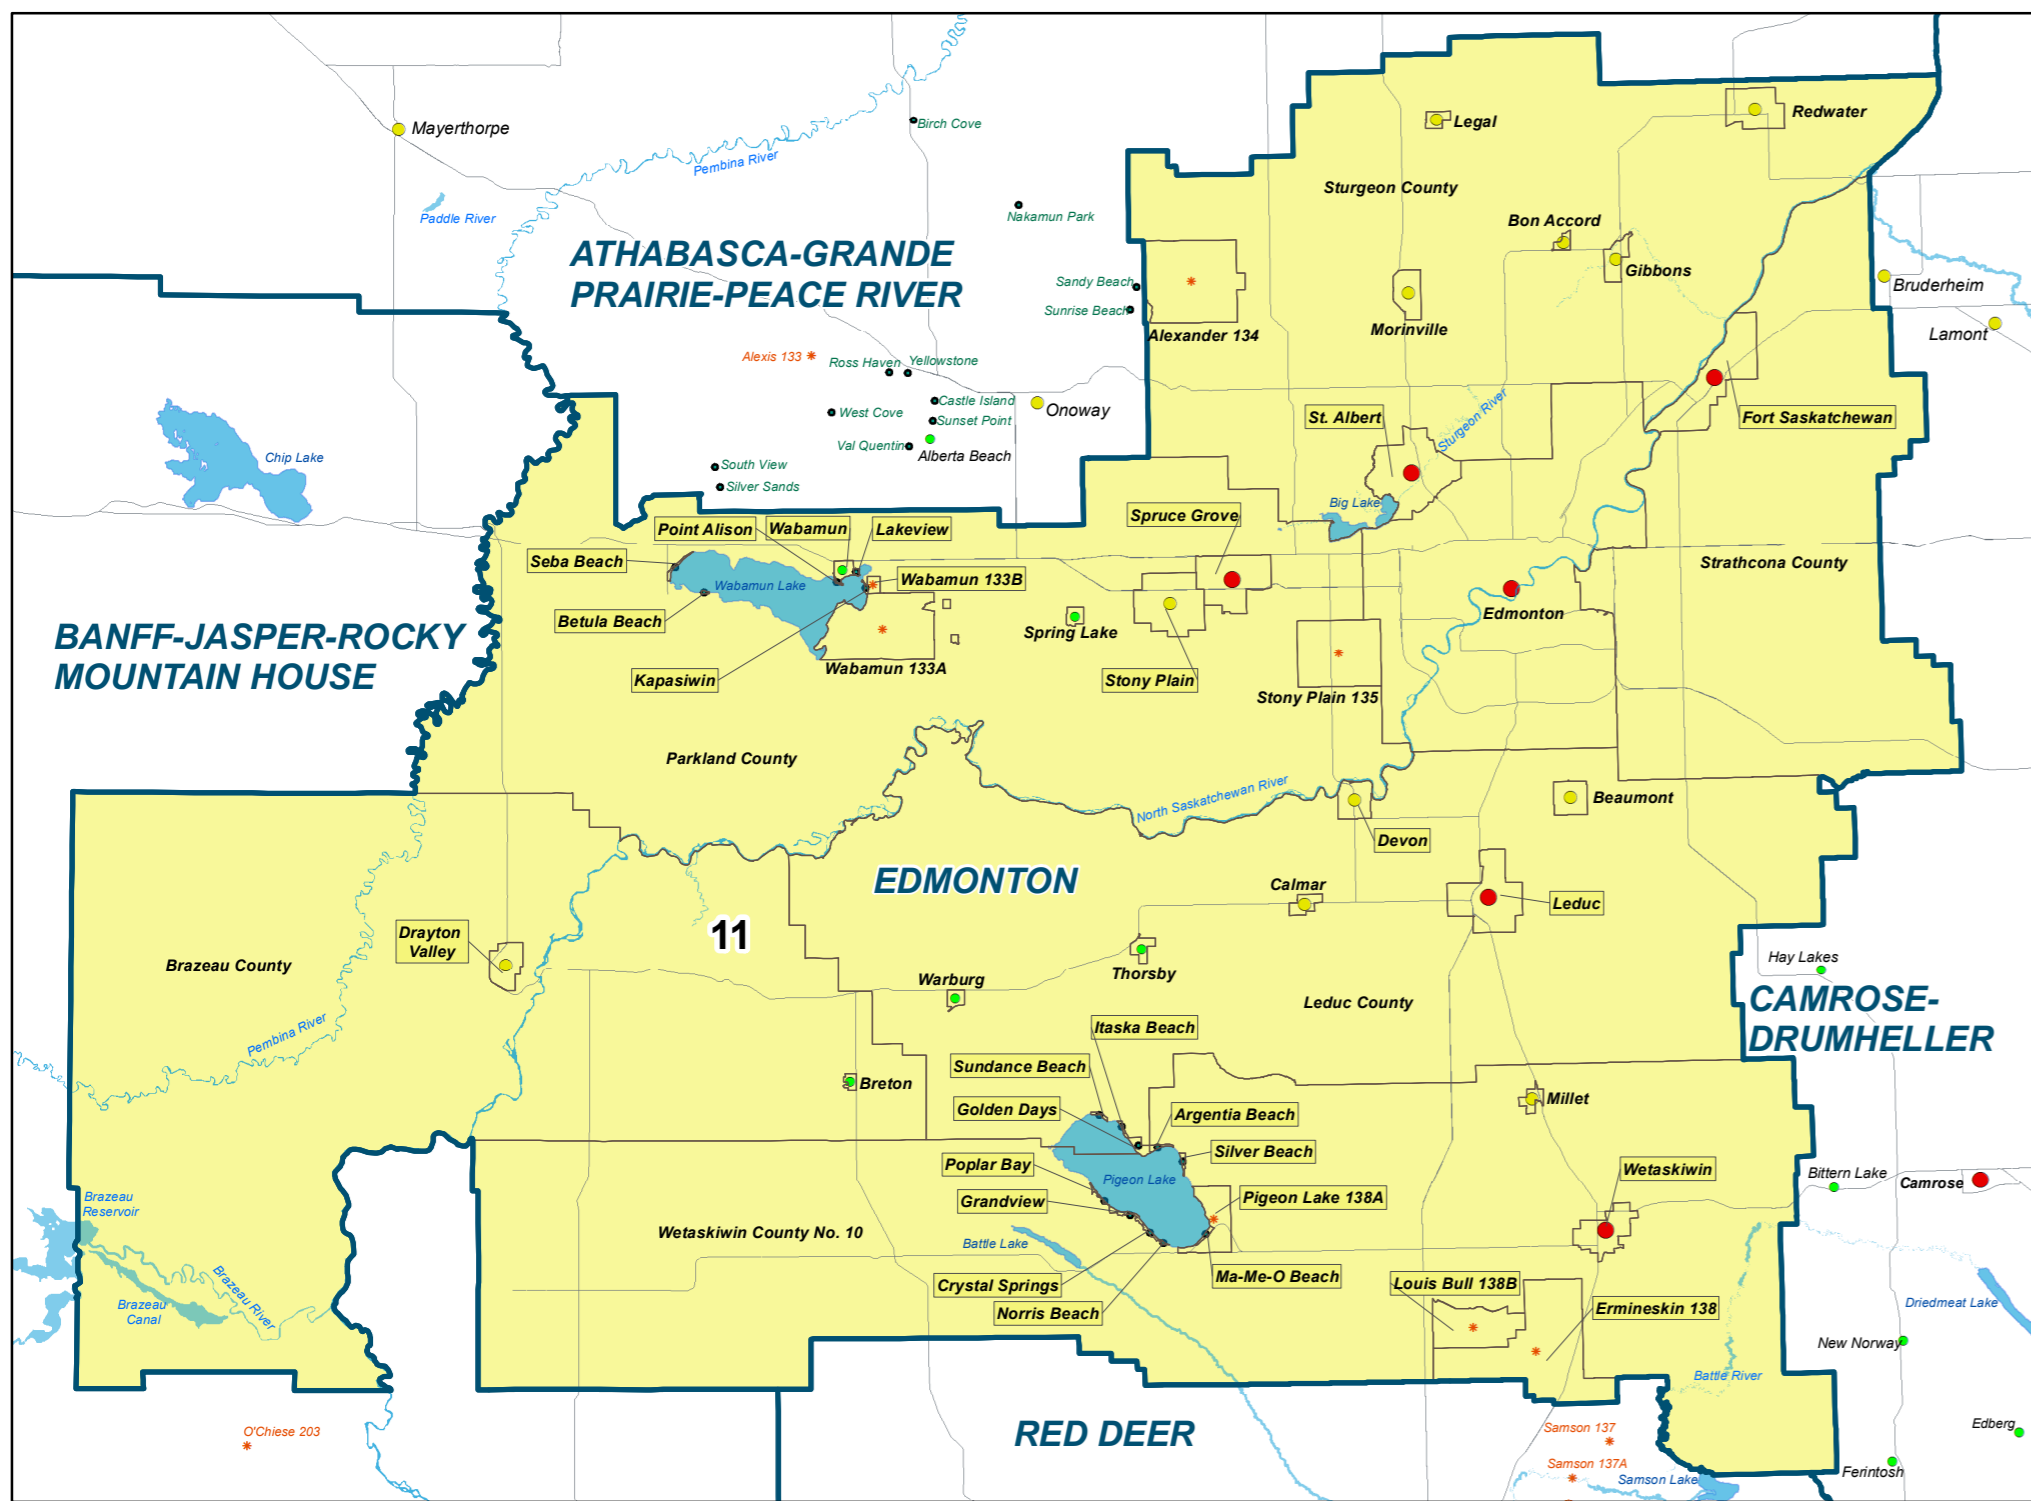 Mayerthorpe
Birch Cove
Legal
Redwater
Pembina River
Paddle River
Nakamun Park
Sturgeon County
Bon Accord
Gibbons
ATHABASCA-GRANDE
PRAIRIE-PEACE RIVER
Sandy Beach
Sunrise Beach
Alexander 134
Morinville
Bruderheim
Lamont
Alexis 133
Ross Haven
Yellowstone
West Cove
Castle Island
Sunset Point
Val Quentin
Alberta Beach
Onoway
St. Albert
Sturgeon River
Fort Saskatchewan
Chip Lake
South View
Silver Sands
Big Lake
Point Alison
Wabamun
Lakeview
Spruce Grove
Seba Beach
Wabamun Lake
Wabamun 133B
Strathcona County
Betula Beach
Spring Lake
Edmonton
BANFF-JASPER-ROCKY
MOUNTAIN HOUSE
Kapasiwin
Wabamun 133A
Stony Plain
Stony Plain 135
Parkland County
North Saskatchewan River
Beaumont
Devon
EDMONTON
Calmar
Leduc
11
Drayton
Valley
Brazeau County
Warburg
Thorsby
Leduc County
Hay Lakes
CAMROSE-
DRUMHELLER
Pembina River
Itaska Beach
Sundance Beach
Breton
Golden Days
Argentia Beach
Millet
Silver Beach
Poplar Bay
Pigeon Lake
Wetaskiwin
Bittern Lake
Camrose
Grandview
Pigeon Lake 138A
Brazeau
Reservoir
Wetaskiwin County No. 10
Battle Lake
Crystal Springs
Ma-Me-O Beach
Louis Bull 138B
Brazeau River
Brazeau
Canal
Norris Beach
Ermineskin 138
Driedmeat Lake
New Norway
Battle River
O'Chiese 203
RED DEER
Samson 137
Edberg
Samson 137A
Samson Lake
Ferintosh